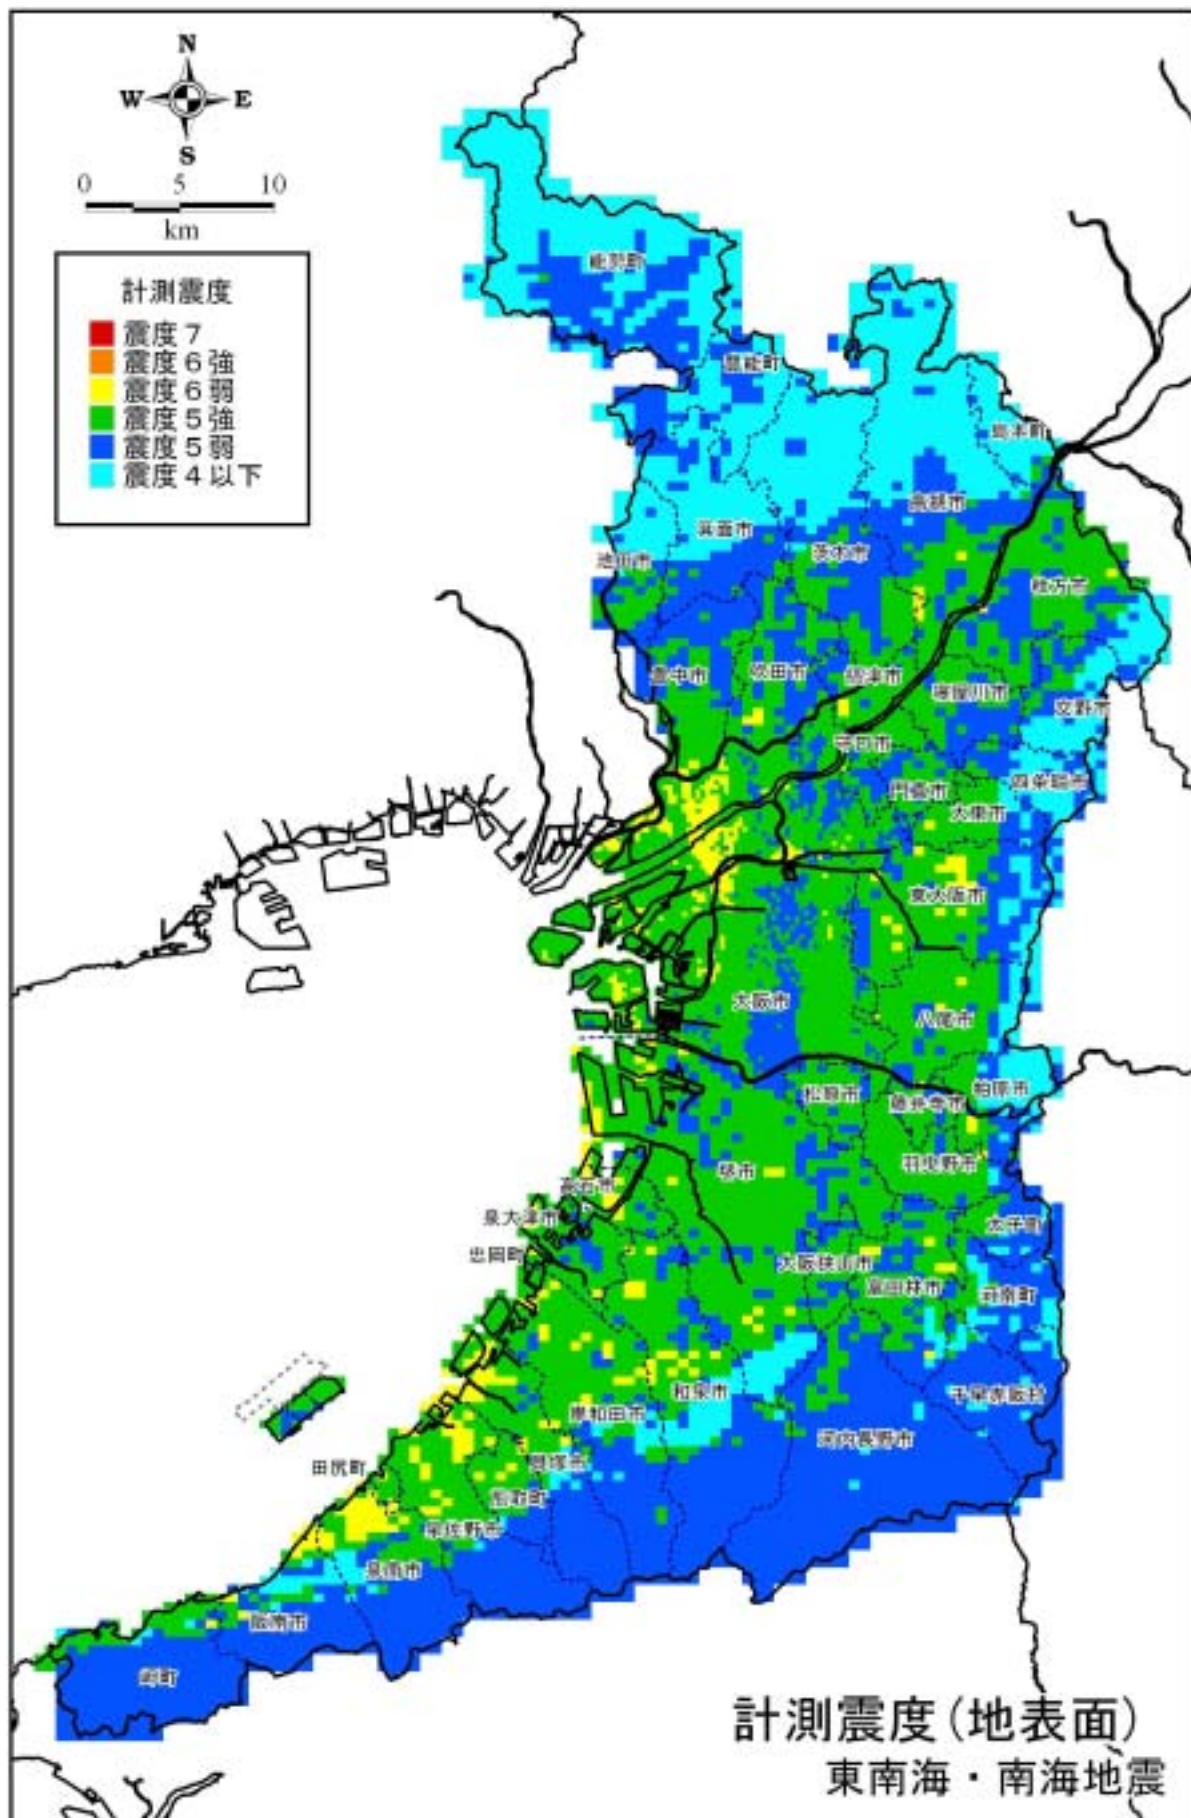 N
W E
S
0 5 10
km
計測震度
震度7
震度6強
震度6弱
震度5強
震度5弱
震度4以下
能勢町
豊能町
島本町
高槻市
箕面市
茨木市
池田市
枚方市
豊中市
吹田市
摂津市
寝屋川市
交野市
守口市
四条畷市
門真市
大東市
東大阪市
大阪市
八尾市
柏原市
松原市
藤井寺市
羽曳野市
堺市
高石市
泉大津市
太子町
忠岡町
大阪狭山市
富田林市
河南町
和泉市
千早赤阪村
岸和田市
河内長野市
貝塚市
田尻町
熊取町
泉佐野市
泉南市
阪南市
岬町
計測震度(地表面)
東南海・南海地震